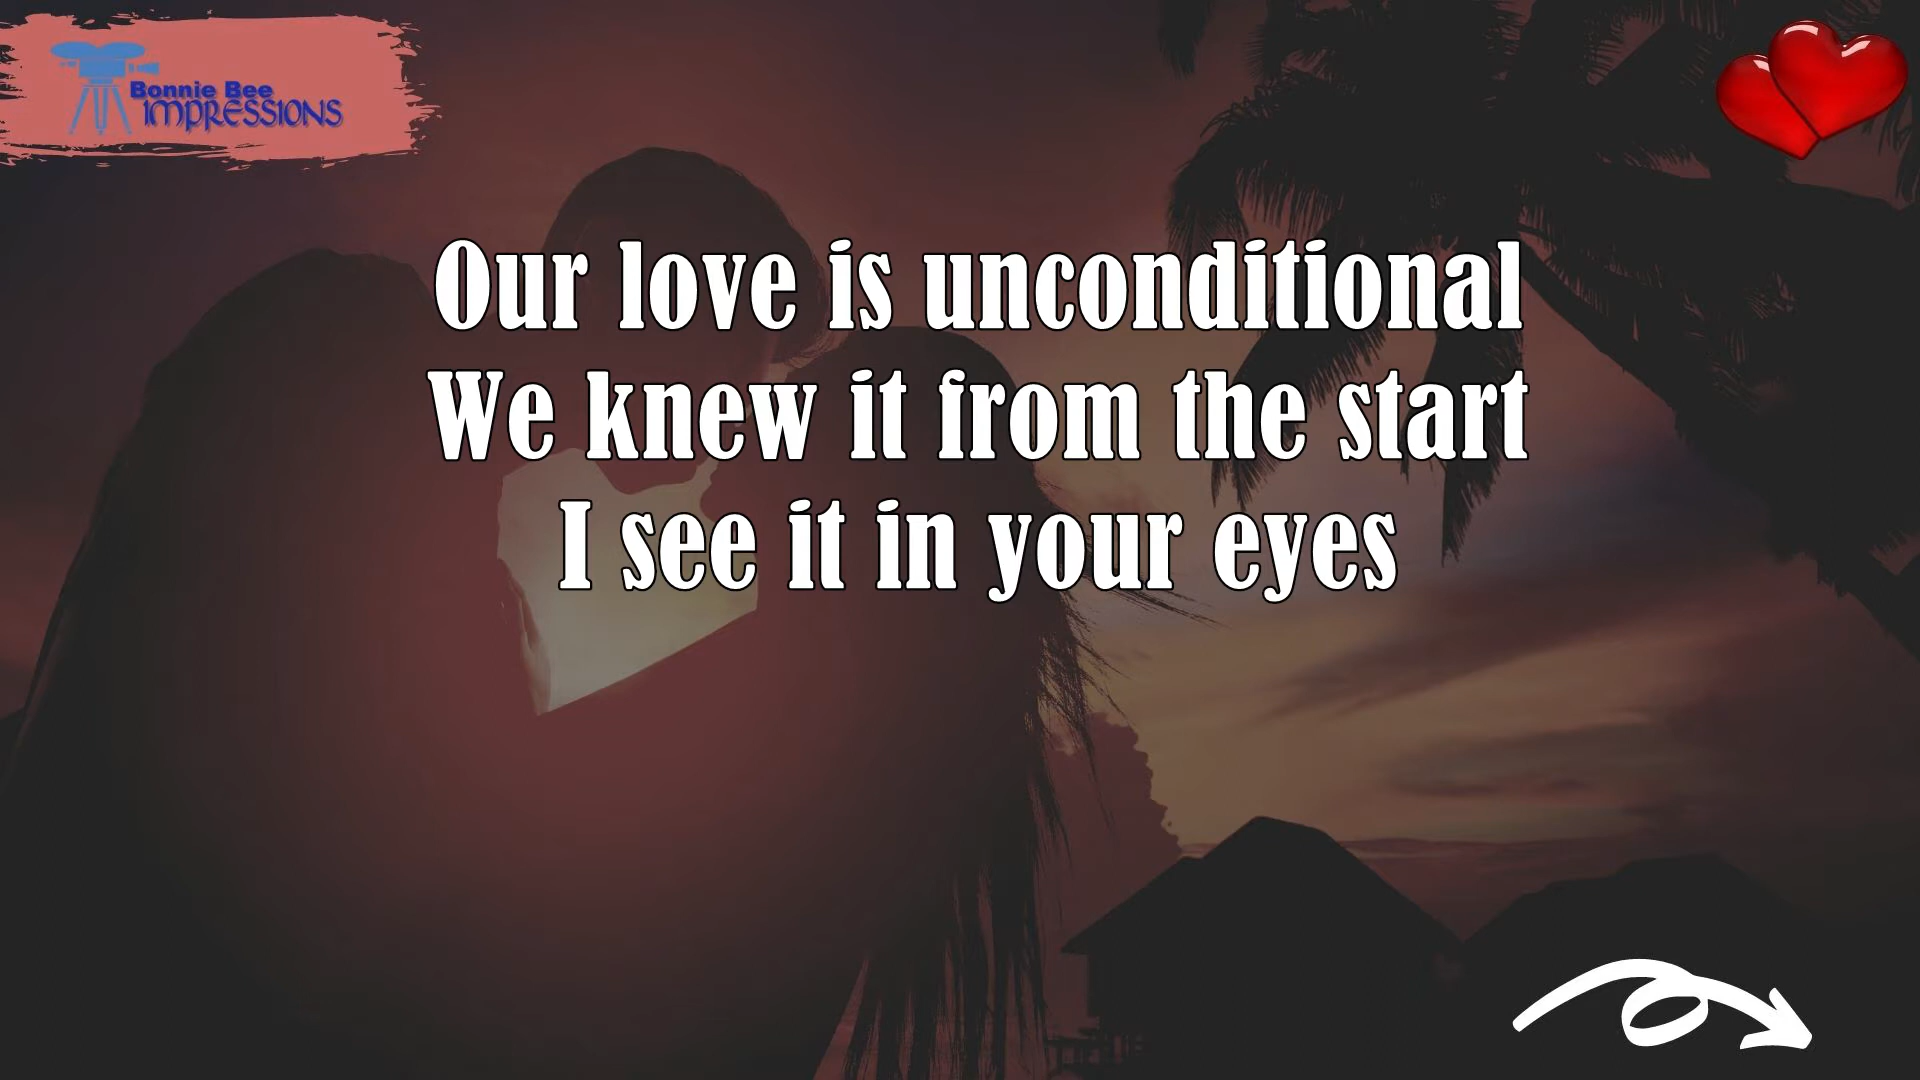 Bonnie Bee
IMPRESSIONS
Our love is unconditional
We knew it from the start
I see it in your eyes